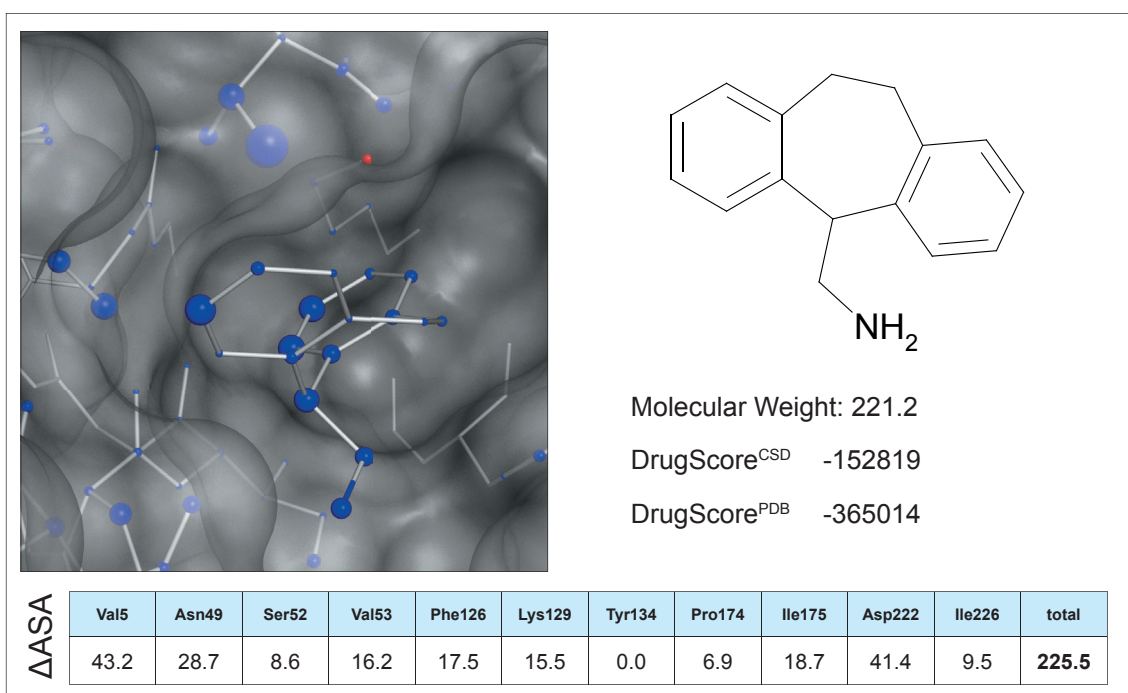 NH2
Molecular Weight: 221.2
DrugScoreCSD -152819
DrugScorePDB -365014
ΔASA
Val5 Asn49 Ser52 Val53 Phe126 Lys129 Tyr134 Pro174 Ile175 Asp222 Ile226 total
43.2 28.7 8.6 16.2 17.5 15.5 0.0 6.9 18.7 41.4 9.5 225.5